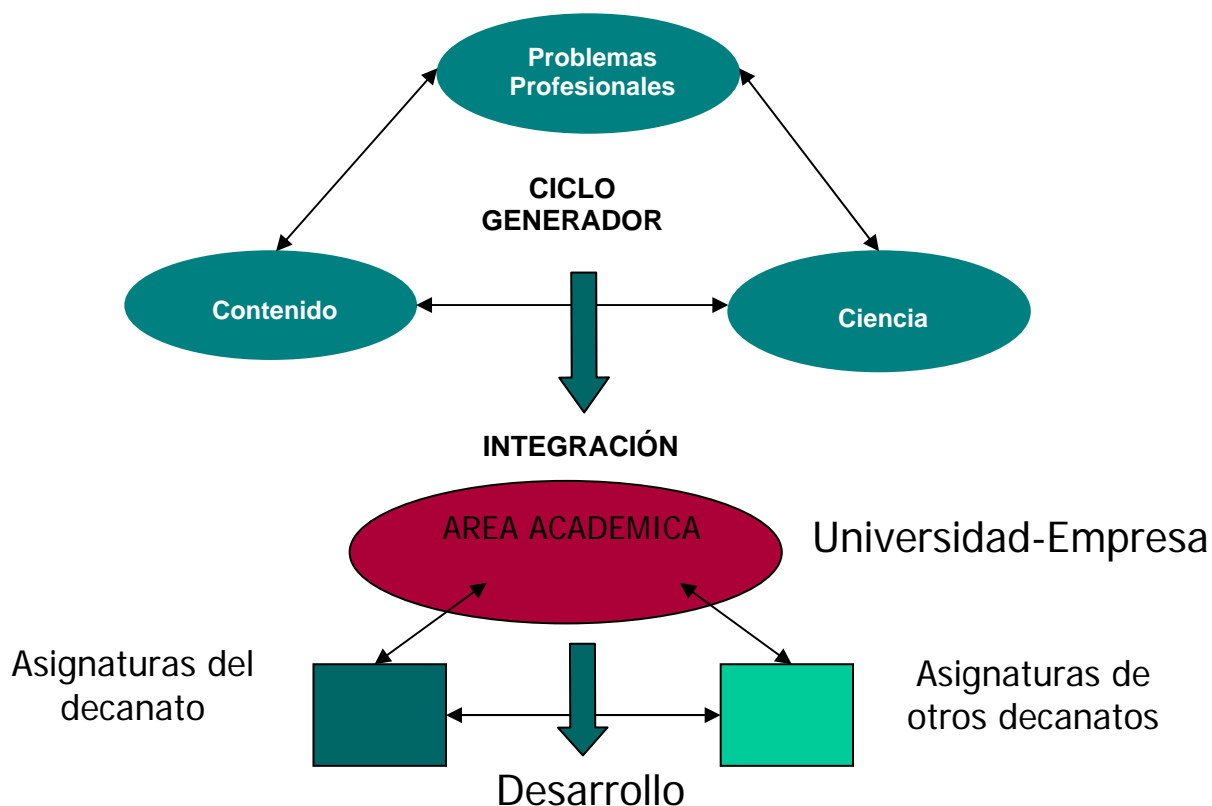 Problemas
Profesionales
CICLO
GENERADOR
Contenido
Ciencia
INTEGRACIÓN
AREA ACADEMICA
Universidad-Empresa
Asignaturas del
decanato
Asignaturas de
otros decanatos
Desarrollo